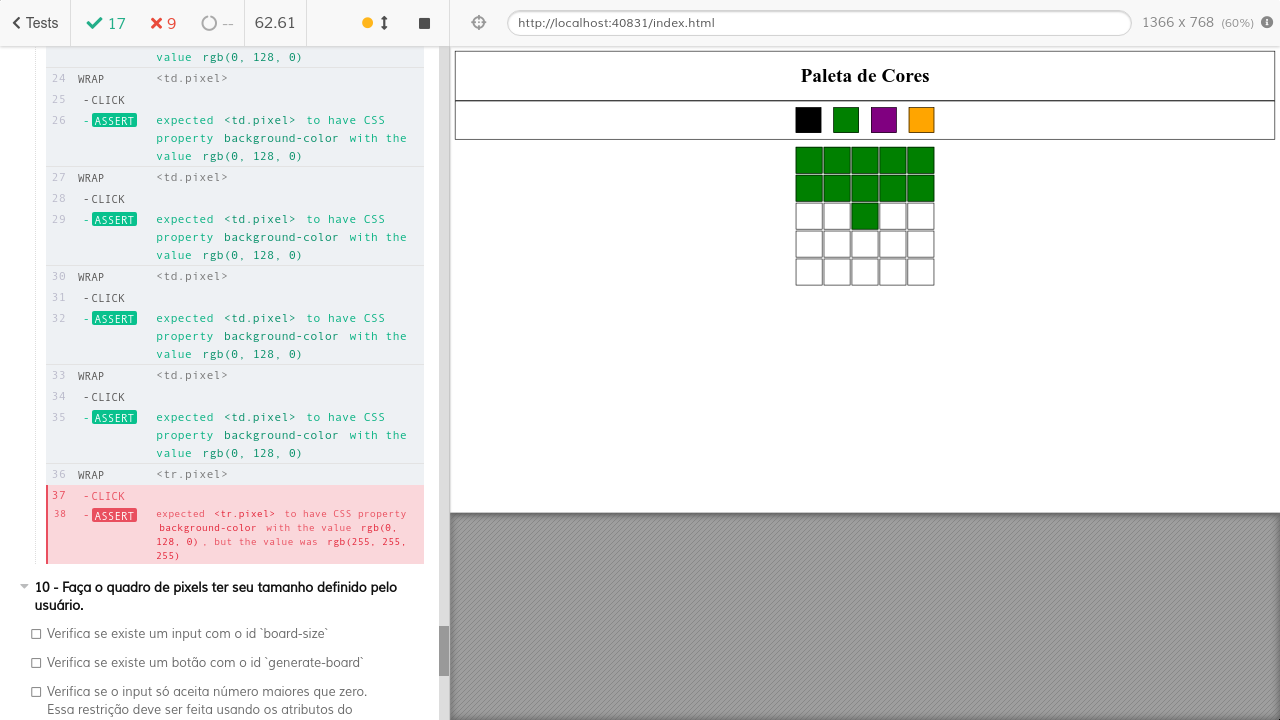 Tests
17
9
--
62.61
http://localhost:40831/index.html
1366 x 768 (60%)
value rgb(0, 128, 0)
24 WRAP <td.pixel>
25 -CLICK
26 -ASSERT expected <td.pixel> to have CSS
property background-color with the
value rgb(0, 128, 0)
27 WRAP <td.pixel>
28 -CLICK
29 -ASSERT expected <td.pixel> to have CSS
property background-color with the
value rgb(0, 128, 0)
30 WRAP <td.pixel>
31 -CLICK
32 -ASSERT expected <td.pixel> to have CSS
property background-color with the
value rgb(0, 128, 0)
33 WRAP <td.pixel>
34 -CLICK
35 -ASSERT expected <td.pixel> to have CSS
property background-color with the
value rgb(0, 128, 0)
36 WRAP <tr.pixel>
37 -CLICK
38 -ASSERT expected <tr.pixel> to have CSS property
background-color with the value rgb(0,
128, 0), but the value was rgb(255, 255,
255)
10 - Faça o quadro de pixels ter seu tamanho definido pelo
usuário.
Verifica se existe um input com o id `board-size`
Verifica se existe um botão com o id `generate-board`
Verifica se o input só aceita número maiores que zero.
Essa restrição deve ser feita usando os atributos do
Paleta de Cores